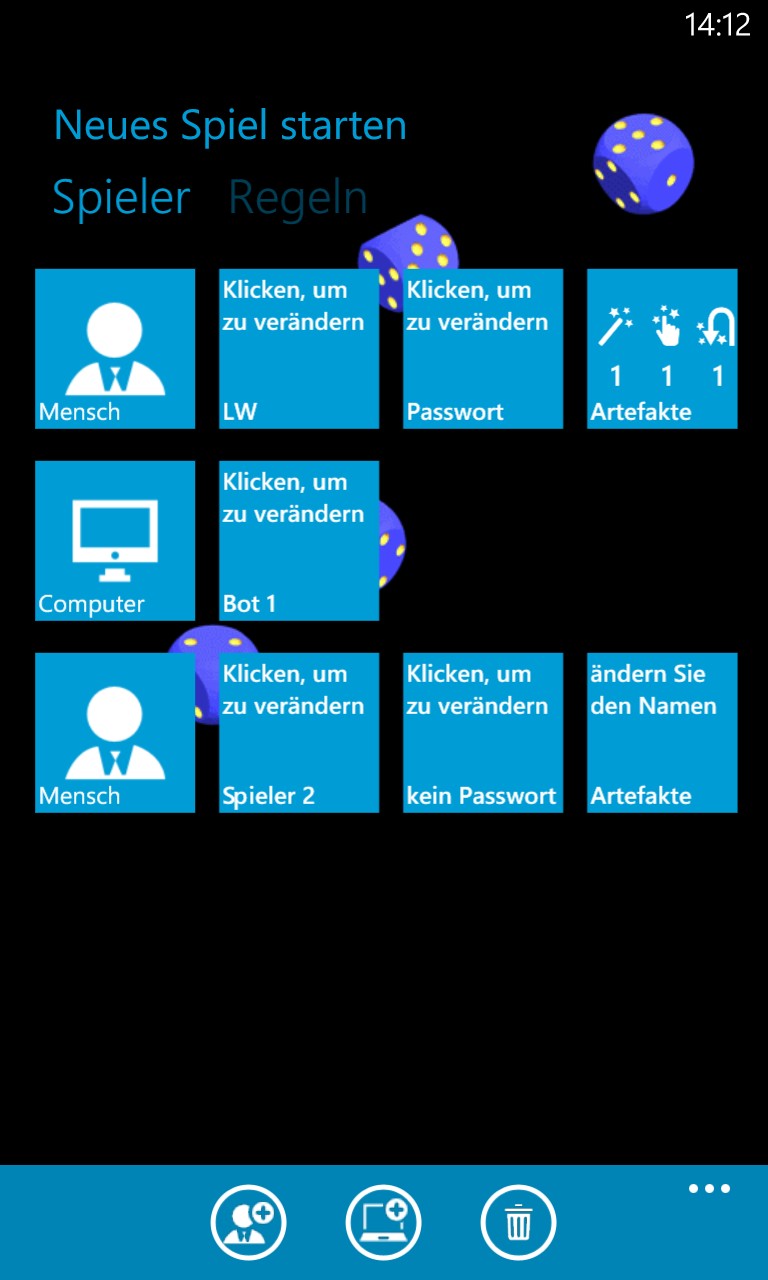 14:12
Neues Spiel starten
Spieler Regeln
Klicken, um
zu verändern
Klicken, um
zu verändern
1 1 1
Mensch
LW
Passwort
Artefakte
Klicken, um
zu verändern
Computer
Bot 1
Klicken, um
zu verändern
Klicken, um
zu verändern
ändern Sie
den Namen
Mensch
Spieler 2
kein Passwort
Artefakte